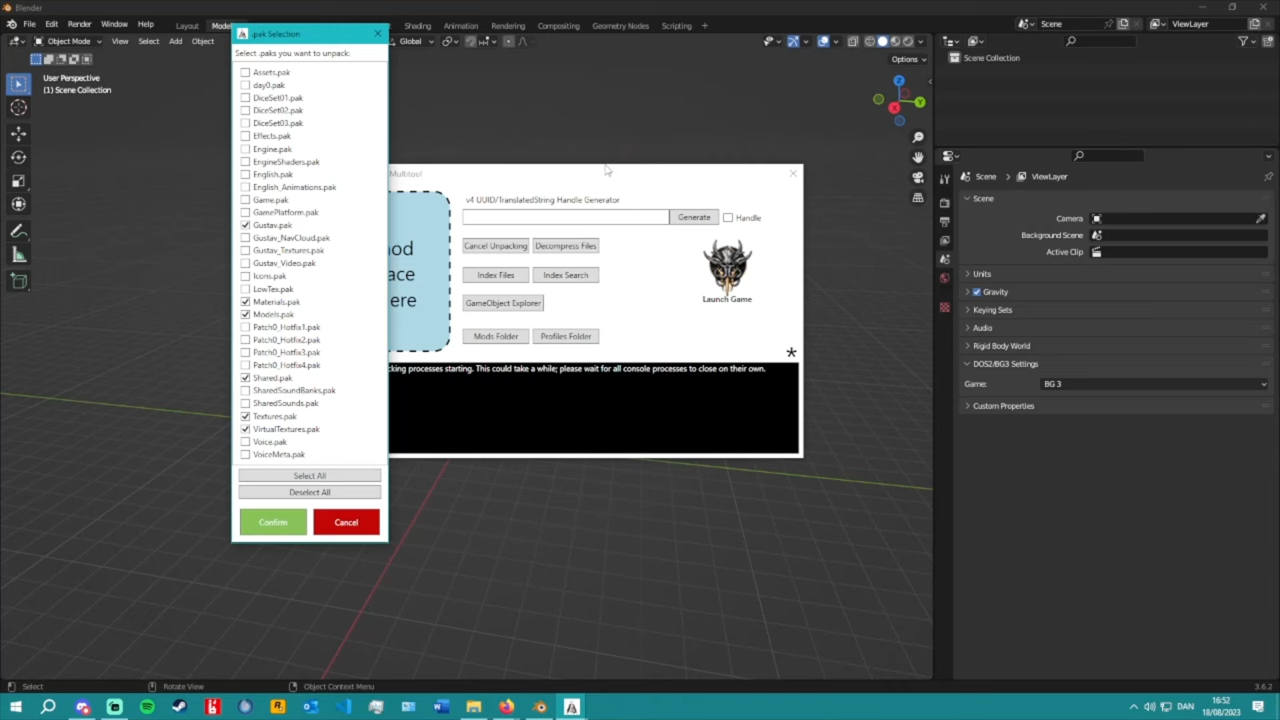 Blender
File Edit Render Window Help Layout Shading Animation Rendering Compositing Geometry Nodes Scripting + Scene ViewLayer
Object Mode View Select Add Object Global Options
User Perspective
(1) Scene Collection
.pak Selection
Select .paks you want to unpack:
Assets.pak
day0.pak
DiceSet01.pak
DiceSet02.pak
DiceSet03.pak
Effects.pak
Engine.pak
EngineShaders.pak
English.pak
English_Animations.pak
Game.pak
GamePlatform.pak
Gustav.pak
Gustav_NavCloud.pak
Gustav_Textures.pak
Gustav_Video.pak
Icons.pak
LowTex.pak
Materials.pak
Models.pak
Patch0_Hotfix1.pak
Patch0_Hotfix2.pak
Patch0_Hotfix3.pak
Patch0_Hotfix4.pak
Shared.pak
SharedSoundBanks.pak
SharedSounds.pak
Textures.pak
VirtualTextures.pak
Voice.pak
VoiceMeta.pak
Select All
Deselect All
Confirm Cancel
Multitool
v4 UUID/TranslatedString Handle Generator
Generate Handle
Cancel Unpacking Decompress Files
Index Files Index Search
GameObject Explorer
Mods Folder Profiles Folder
Launch Game
*
cking processes starting. This could take a while; please wait for all console processes to close on their own.
od
ace
ere
Z
Y
X
Scene Collection
Scene ViewLayer
Scene
Camera
Background Scene
Active Clip
Units
Gravity
Keying Sets
Audio
Rigid Body World
DOS2/BG3 Settings
Game: BG 3
Custom Properties
Select Rotate View Object Context Menu 3.6.2
DAN 16:52
18/08/2023